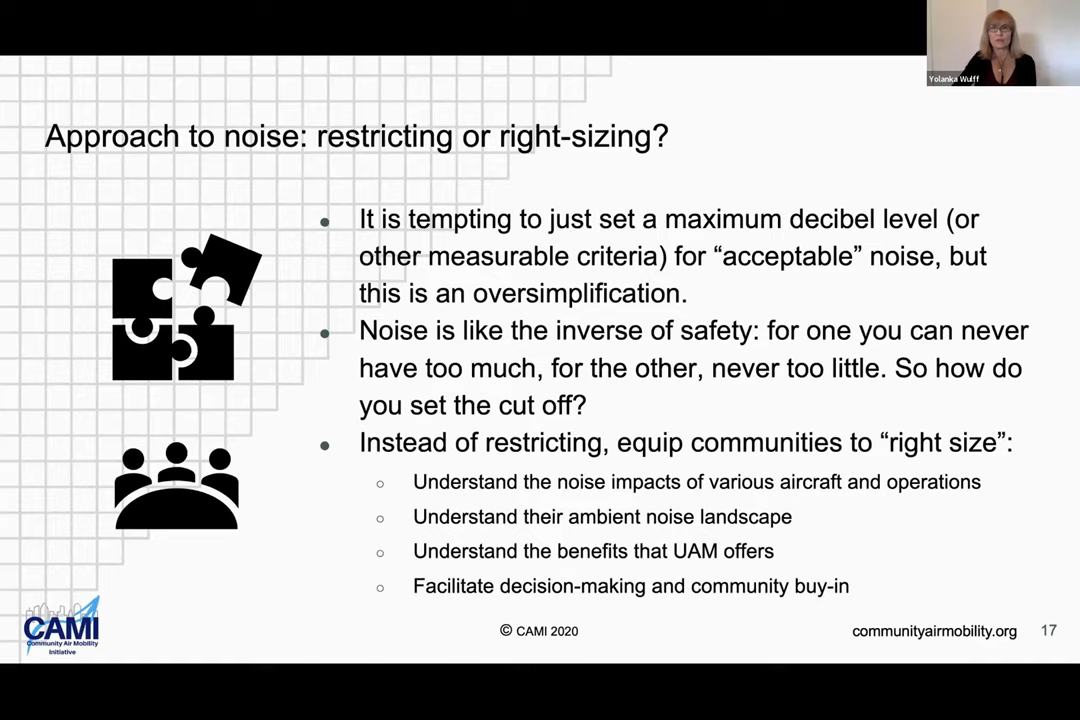 Yolanka Wulff
Approach to noise: restricting or right-sizing?
• It is tempting to just set a maximum decibel level (or
other measurable criteria) for “acceptable” noise, but
this is an oversimplification.
• Noise is like the inverse of safety: for one you can never
have too much, for the other, never too little. So how do
you set the cut off?
• Instead of restricting, equip communities to “right size”:
○ Understand the noise impacts of various aircraft and operations
○ Understand their ambient noise landscape
○ Understand the benefits that UAM offers
○ Facilitate decision-making and community buy-in
CAMI
Community Air Mobility
Initiative
© CAMI 2020
communityairmobility.org
17